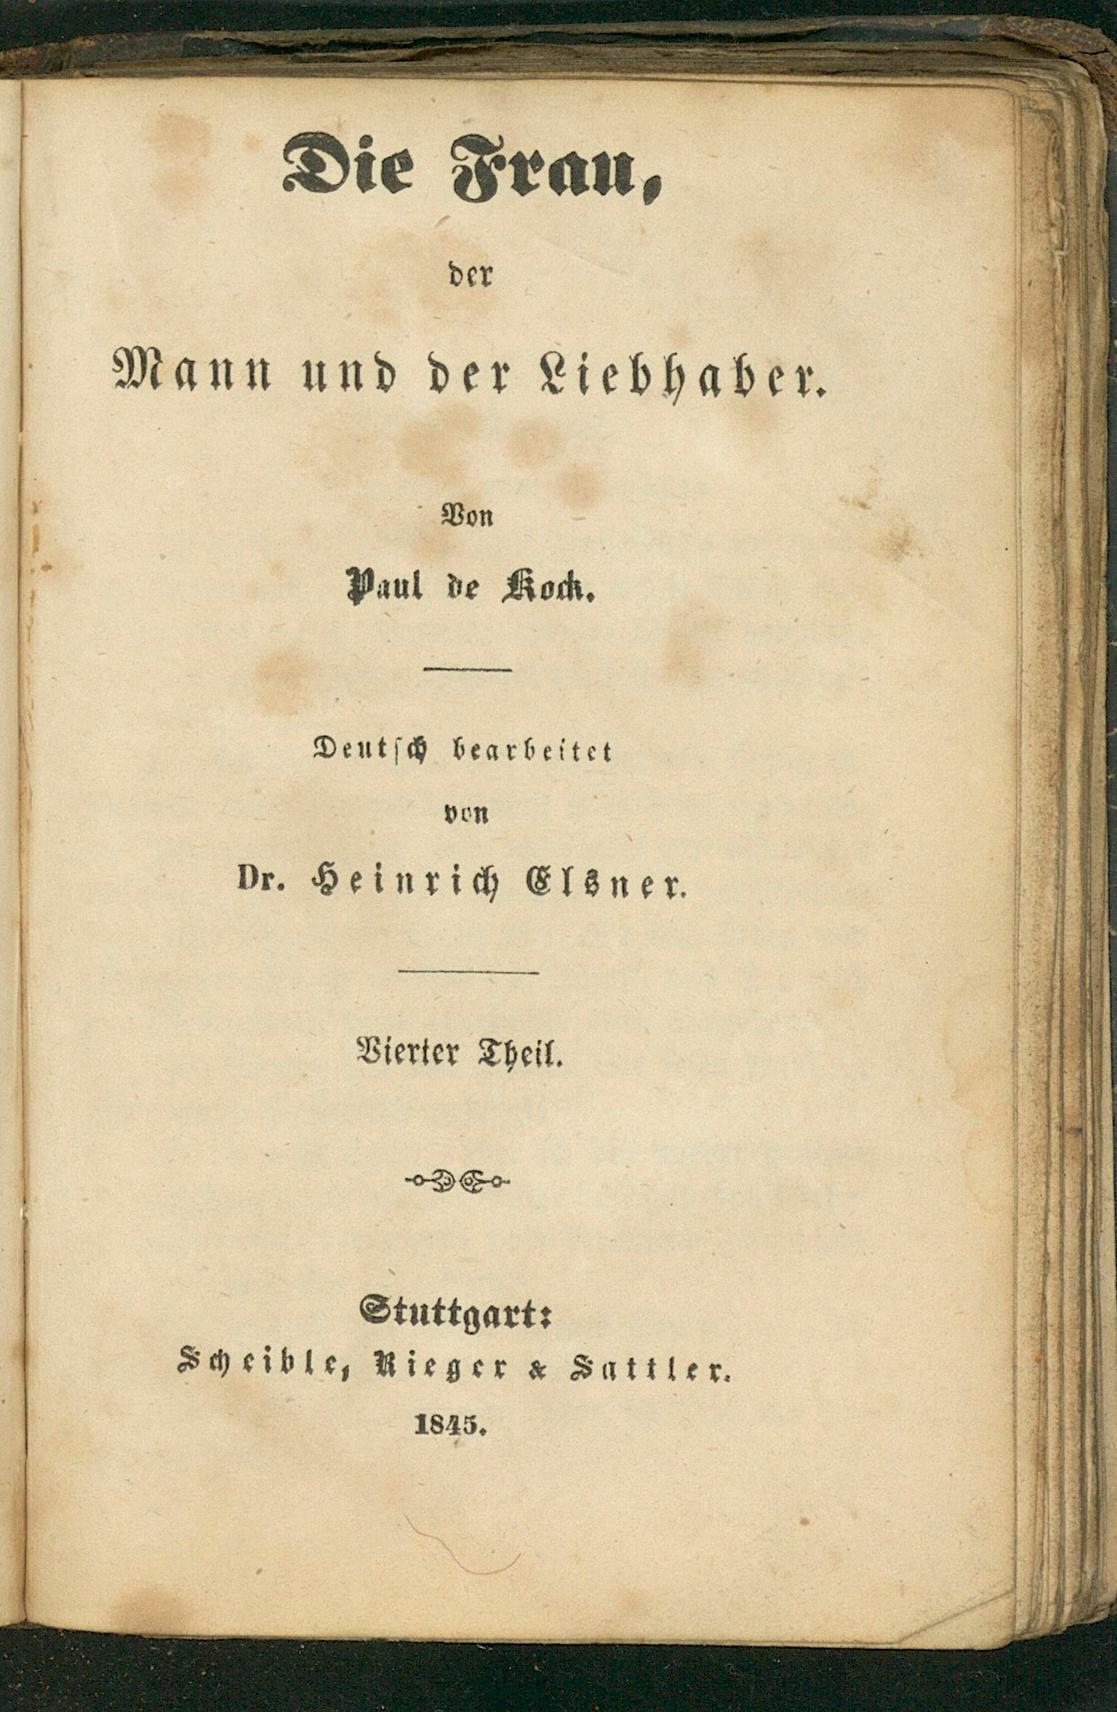 Die Frau,
der
Mann und der Liebhaber.
Von
Paul de Kock.
Deutsch bearbeitet
von
Dr. Heinrich Elsner.
Vierter Theil.
Stuttgart:
Scheible, Rieger & Sattler.
1845.